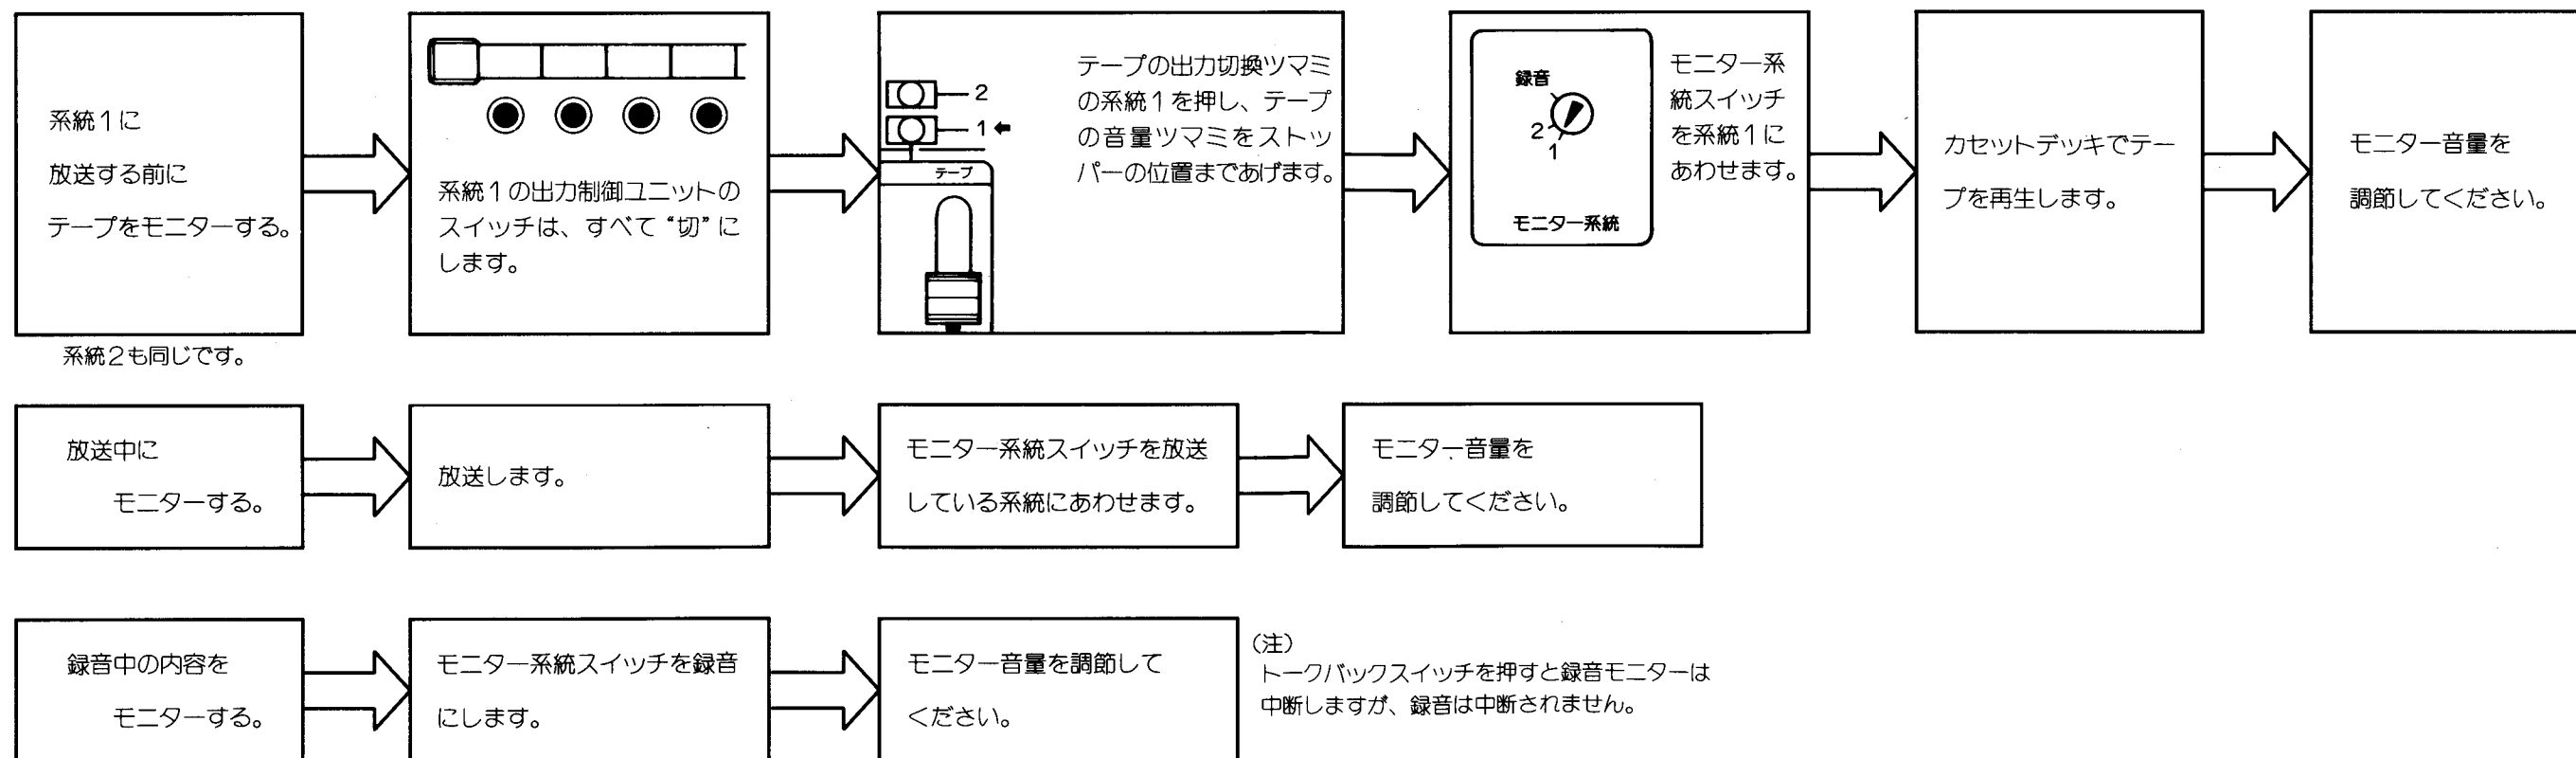 系統1に
放送する前に
テープをモニターする。
系統1の出力制御ユニットの
スイッチは、すべて“切”に
します。
2
1
テープ
テープの出力切換ツマミ
の系統1を押し、テープ
の音量ツマミをストッ
パーの位置まであげます。
録音
2
1
モニター系統
モニター系
統スイッチ
を系統1に
あわせます。
カセットデッキでテー
プを再生します。
モニター音量を
調節してください。
系統2も同じです。
放送中に
モニターする。
放送します。
モニター系統スイッチを放送
している系統にあわせます。
モニター音量を
調節してください。
録音中の内容を
モニターする。
モニター系統スイッチを録音
にします。
モニター音量を調節して
ください。
(注)
トークバックスイッチを押すと録音モニターは
中断しますが、録音は中断されません。